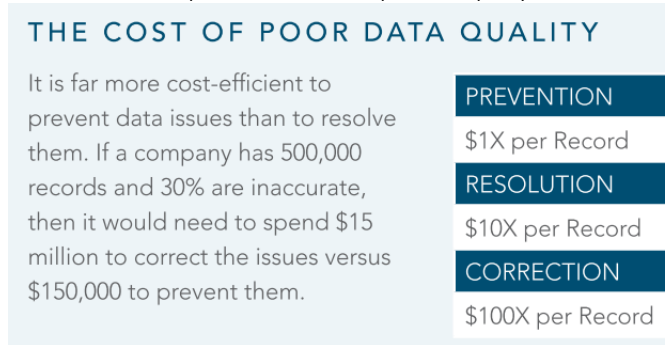 THE COST OF POOR DATA QUALITY
It is far more cost-efficient to
prevent data issues than to resolve
them. If a company has 500,000
records and 30% are inaccurate,
then it would need to spend $15
million to correct the issues versus
$150,000 to prevent them.
PREVENTION
$1X per Record
RESOLUTION
$10X per Record
CORRECTION
$100X per Record